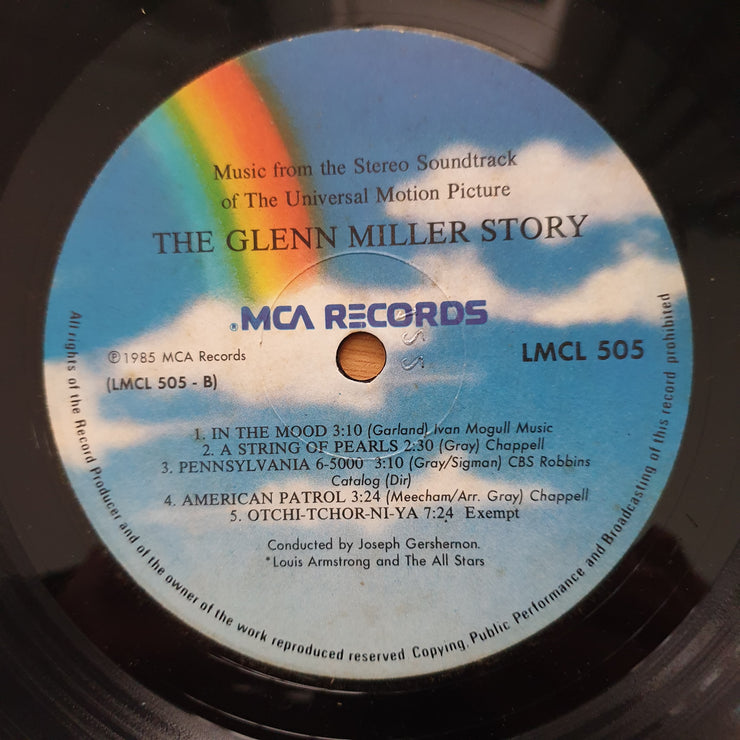 Music from the Stereo Soundtrack
of The Universal Motion Picture
THE GLENN MILLER STORY
®MCA RECORDS
℗1985 MCA Records
LMCL 505
(LMCL 505 - B)
1. IN THE MOOD 3:10 (Garland) Ivan Mogull Music
2. A STRING OF PEARLS 2:30 (Gray) Chappell
3. PENNSYLVANIA 6-5000 3:10 (Gray/Sigman) CBS Robbins
Catalog (Dir)
4. AMERICAN PATROL 3:24 (Meecham/Arr. Gray) Chappell
5. OTCHI-TCHOR-NI-YA 7:24 Exempt
Conducted by Joseph Gershernon.
*Louis Armstrong and The All Stars
All rights of the Record Producer and of the owner of the work reproduced reserved Copying, Public Performance and Broadcasting of this record prohibited